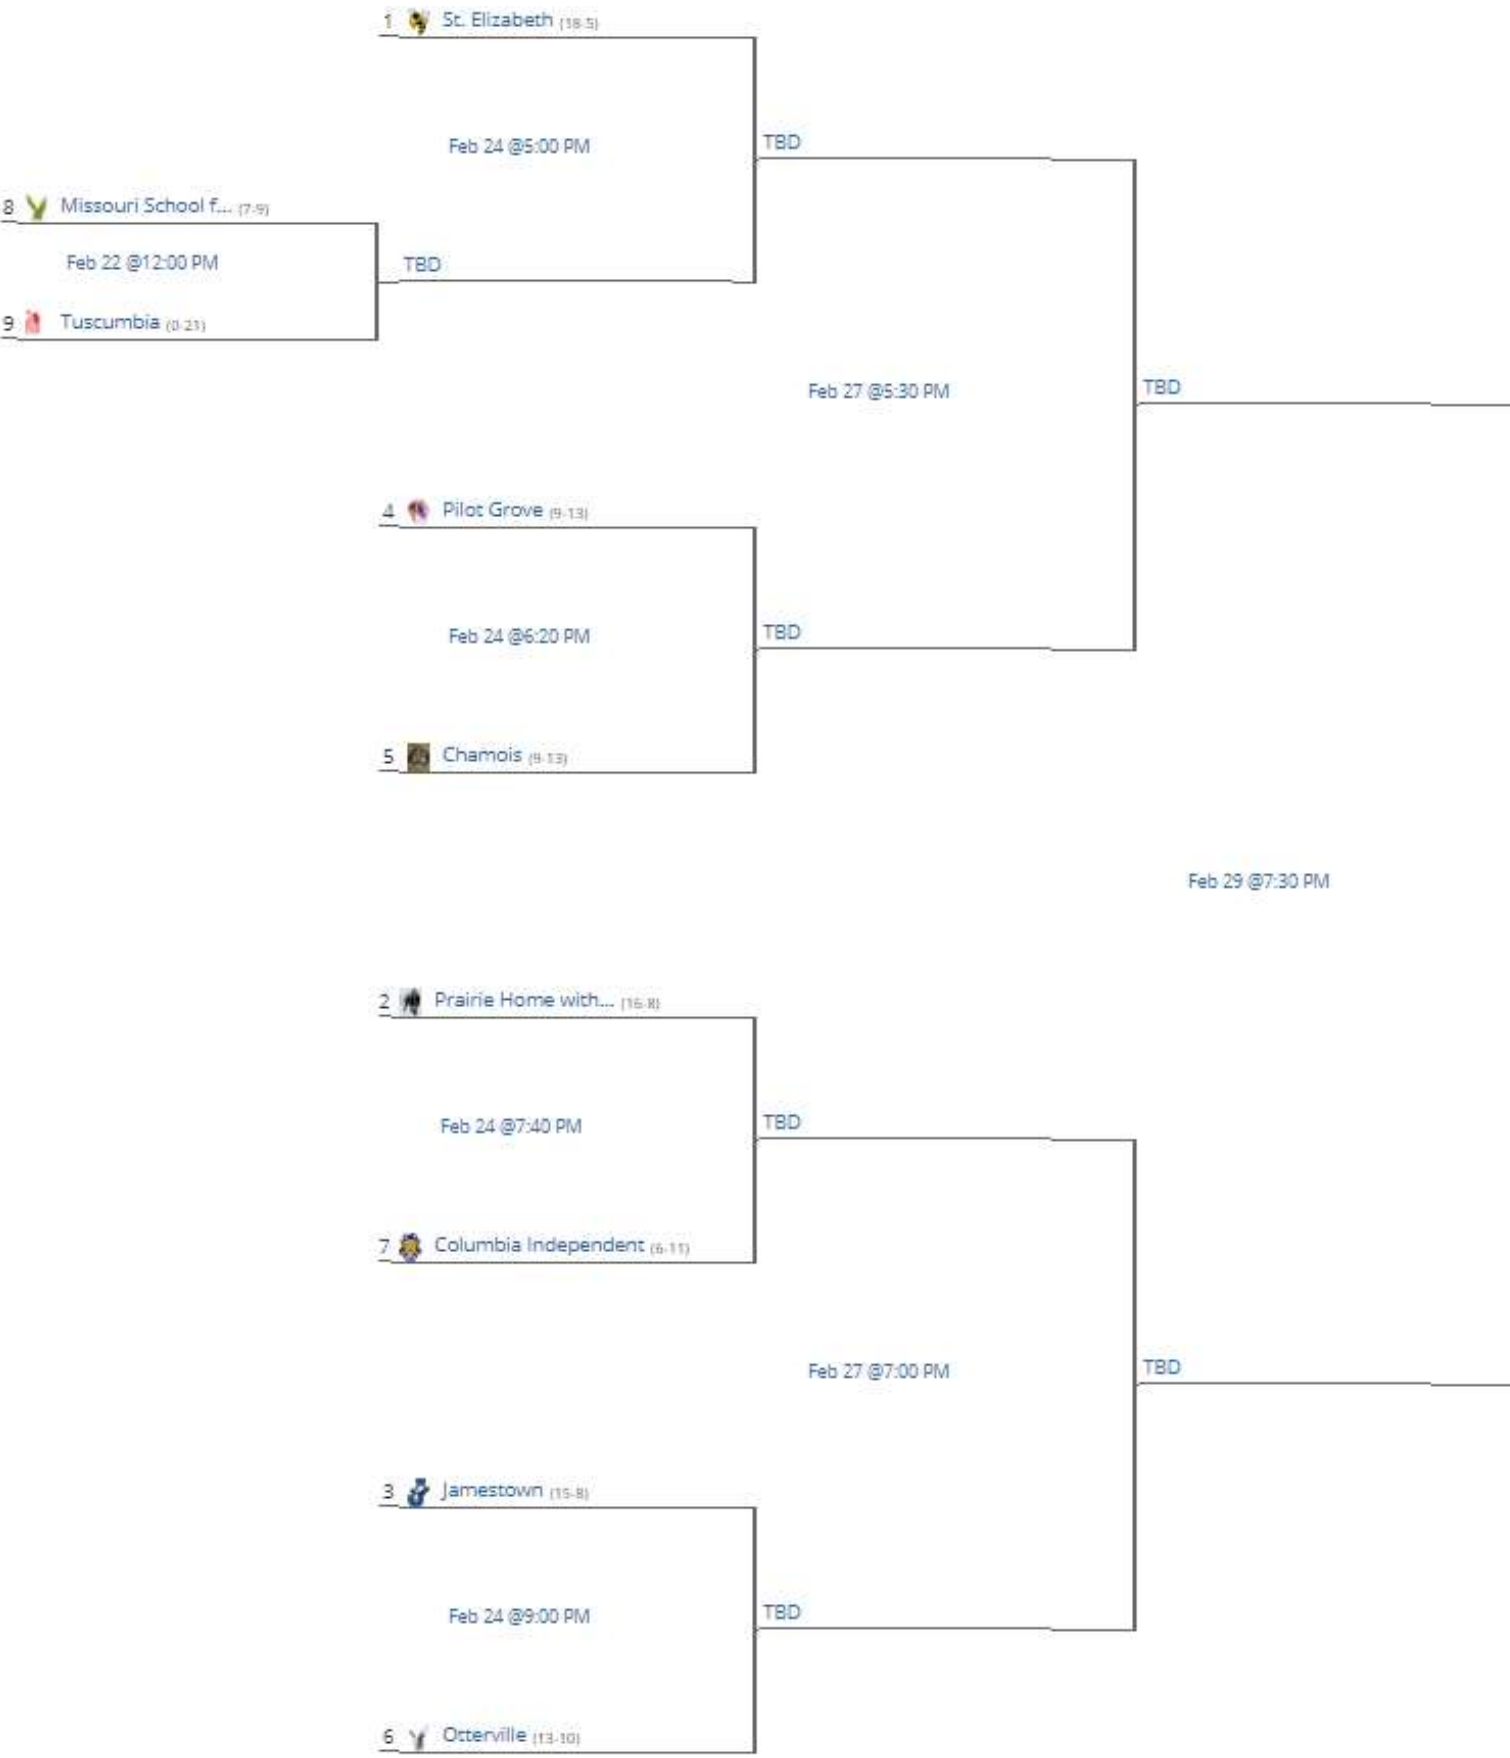 1 St. Elizabeth (18-5)
Feb 24 @5:00 PM
TBD
8 Missouri School f... (7-9)
Feb 22 @12:00 PM
TBD
9 Tuscumbia (0-21)
Feb 27 @5:30 PM
TBD
4 Pilot Grove (9-13)
Feb 24 @6:20 PM
TBD
5 Chamois (9-13)
Feb 29 @7:30 PM
2 Prairie Home with... (16-8)
Feb 24 @7:40 PM
TBD
7 Columbia Independent (6-11)
Feb 27 @7:00 PM
TBD
3 Jamestown (15-8)
Feb 24 @9:00 PM
TBD
6 Otterville (13-10)